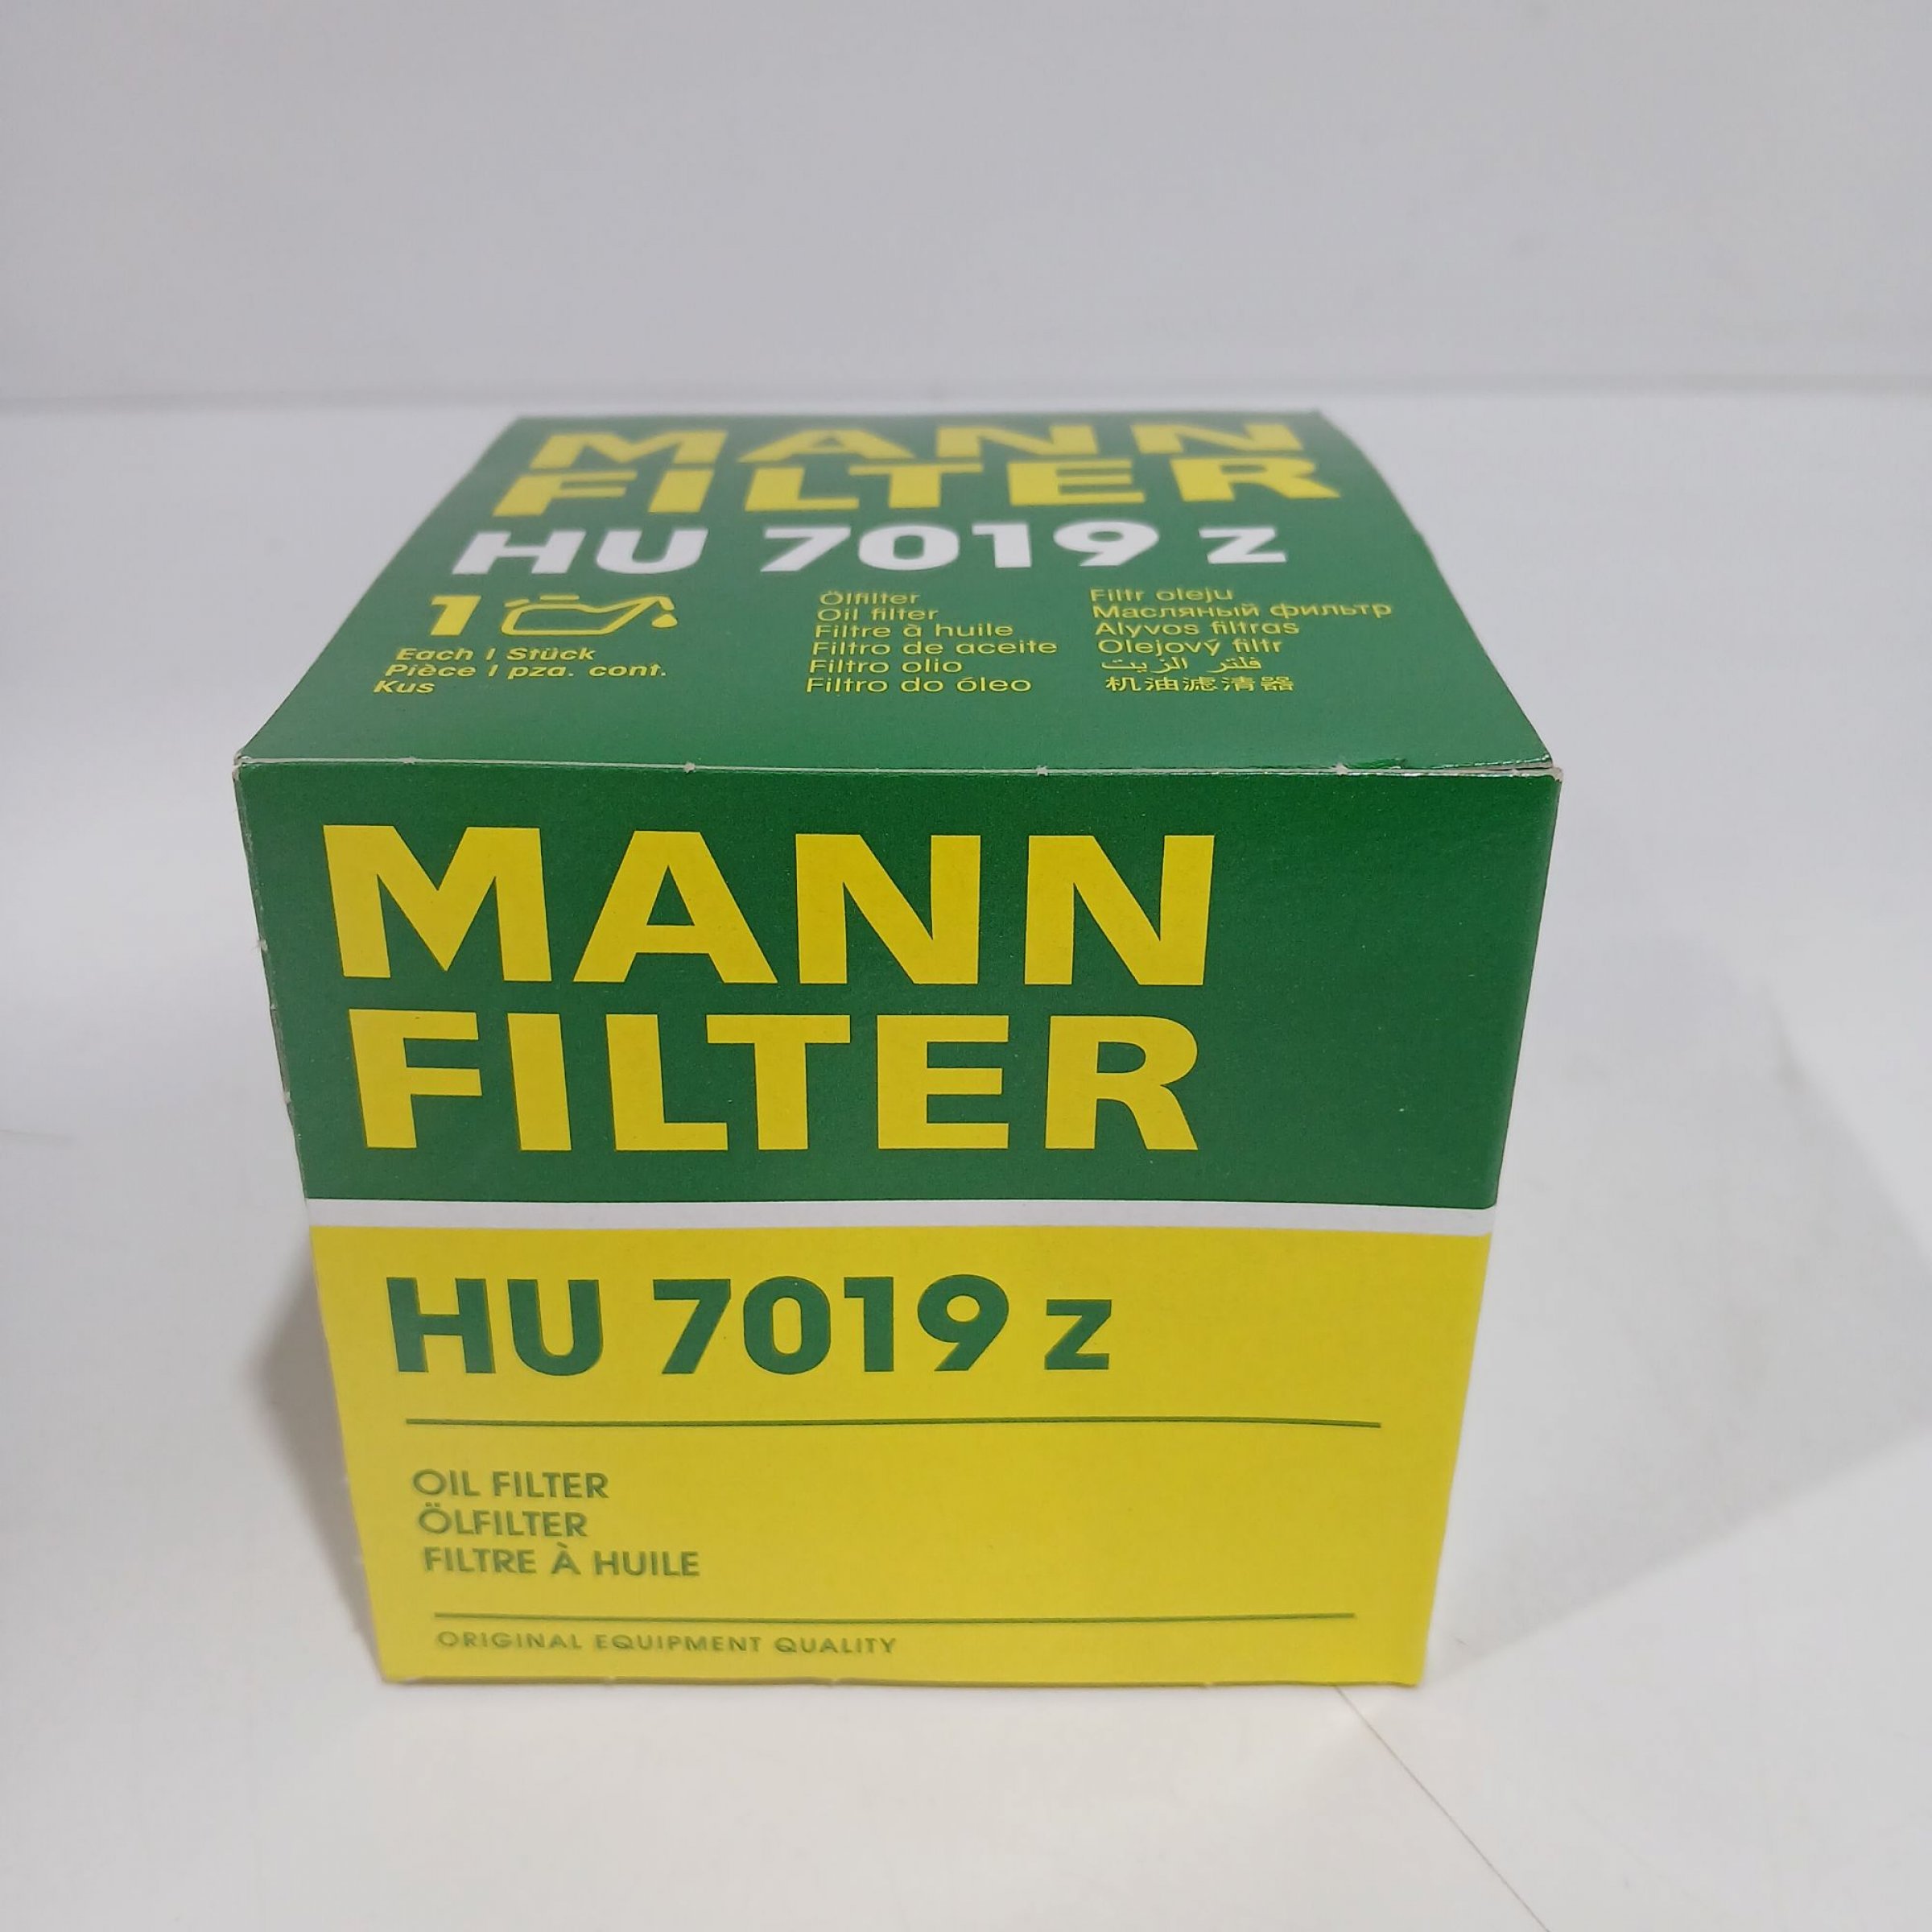 MANN
FILTER
HU 7019 z
1
Each I Stück
Pièce I pza. cont.
Kus
Ölfilter
Oil filter
Filtre à huile
Filtro de aceite
Filtro olio
Filtro do óleo
Filtr oleju
Масляный фильтр
Alyvos filtras
Olejový filtr
فلتر الزيت
机油滤清器
MANN
FILTER
HU 7019 z
OIL FILTER
ÖLFILTER
FILTRE À HUILE
ORIGINAL EQUIPMENT QUALITY